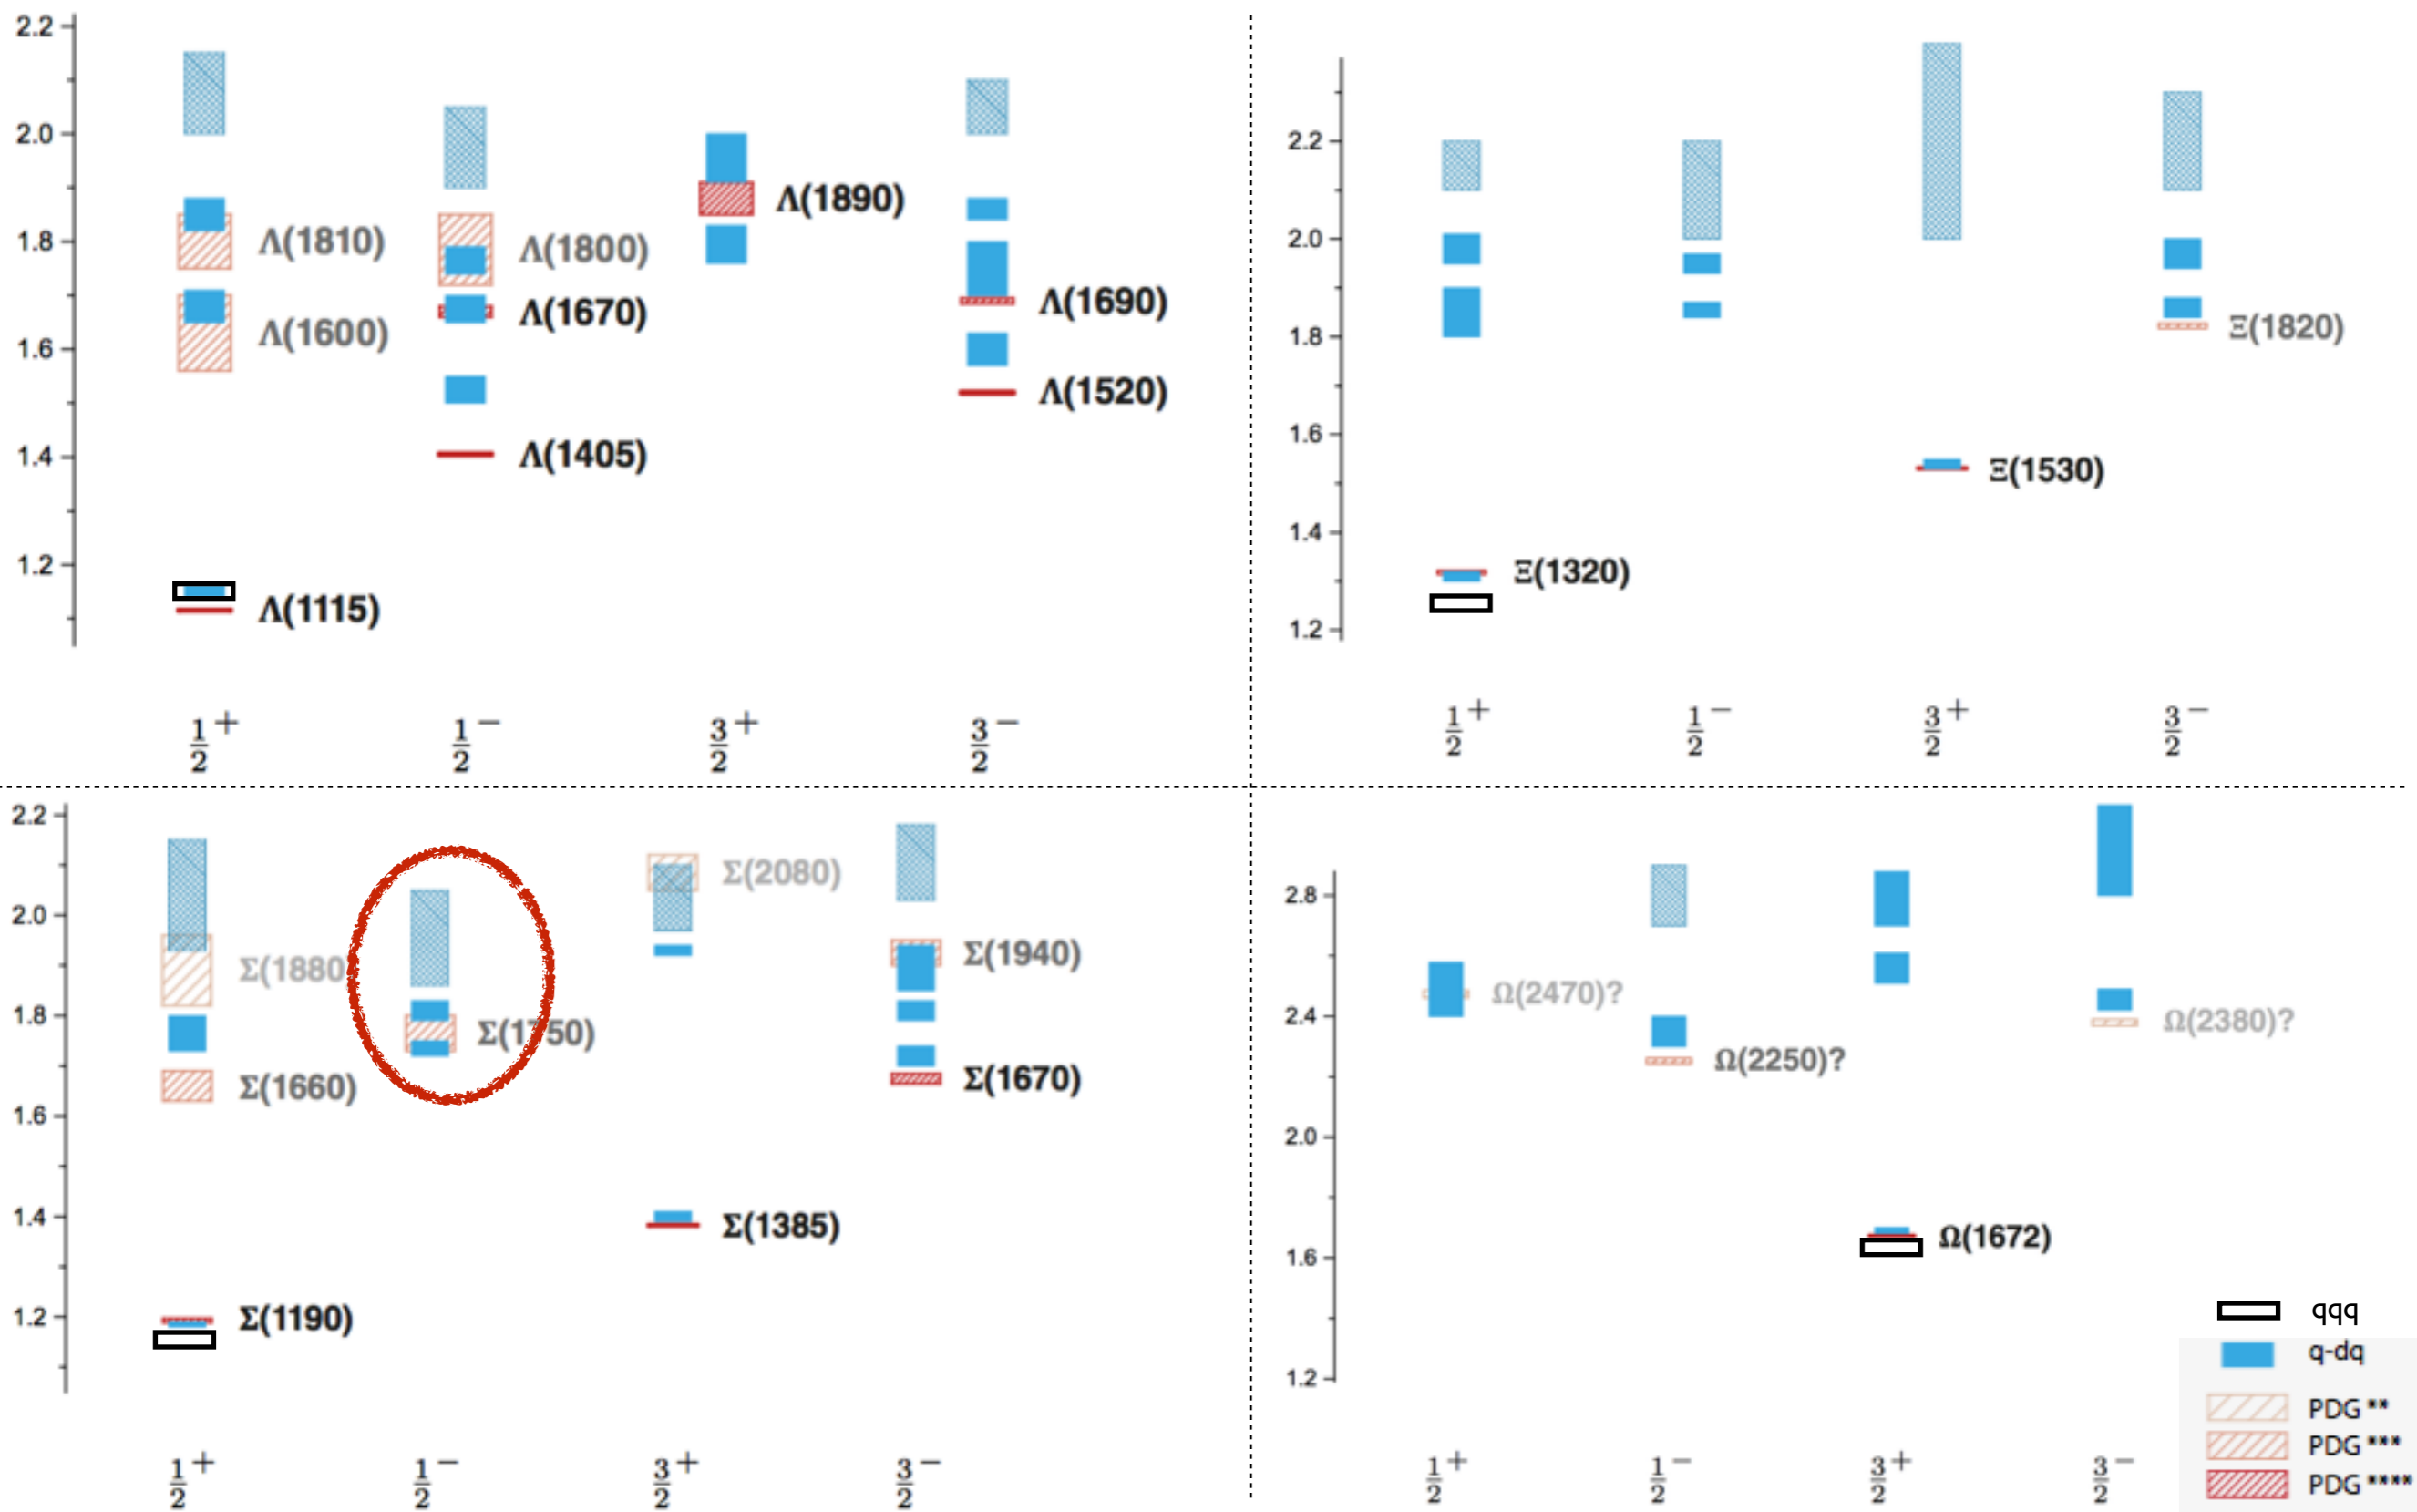 2.2
2.0
1.8
1.6
1.4
1.2
Λ(1810)
Λ(1600)
Λ(1115)
Λ(1800)
Λ(1670)
Λ(1405)
Λ(1890)
Λ(1690)
Λ(1520)
1/2+
1/2−
3/2+
3/2−
2.2
2.0
1.8
1.6
1.4
1.2
Ξ(1320)
Ξ(1530)
Ξ(1820)
1/2+
1/2−
3/2+
3/2−
2.2
2.0
1.8
1.6
1.4
1.2
Σ(1880
Σ(1660)
Σ(1190)
Σ(1750)
Σ(2080)
Σ(1385)
Σ(1940)
Σ(1670)
1/2+
1/2−
3/2+
3/2−
2.8
2.4
2.0
1.6
1.2
Ω(2470)?
Ω(2250)?
Ω(1672)
Ω(2380)?
1/2+
1/2−
3/2+
3/2−
qqq
q-dq
PDG **
PDG ***
PDG ****